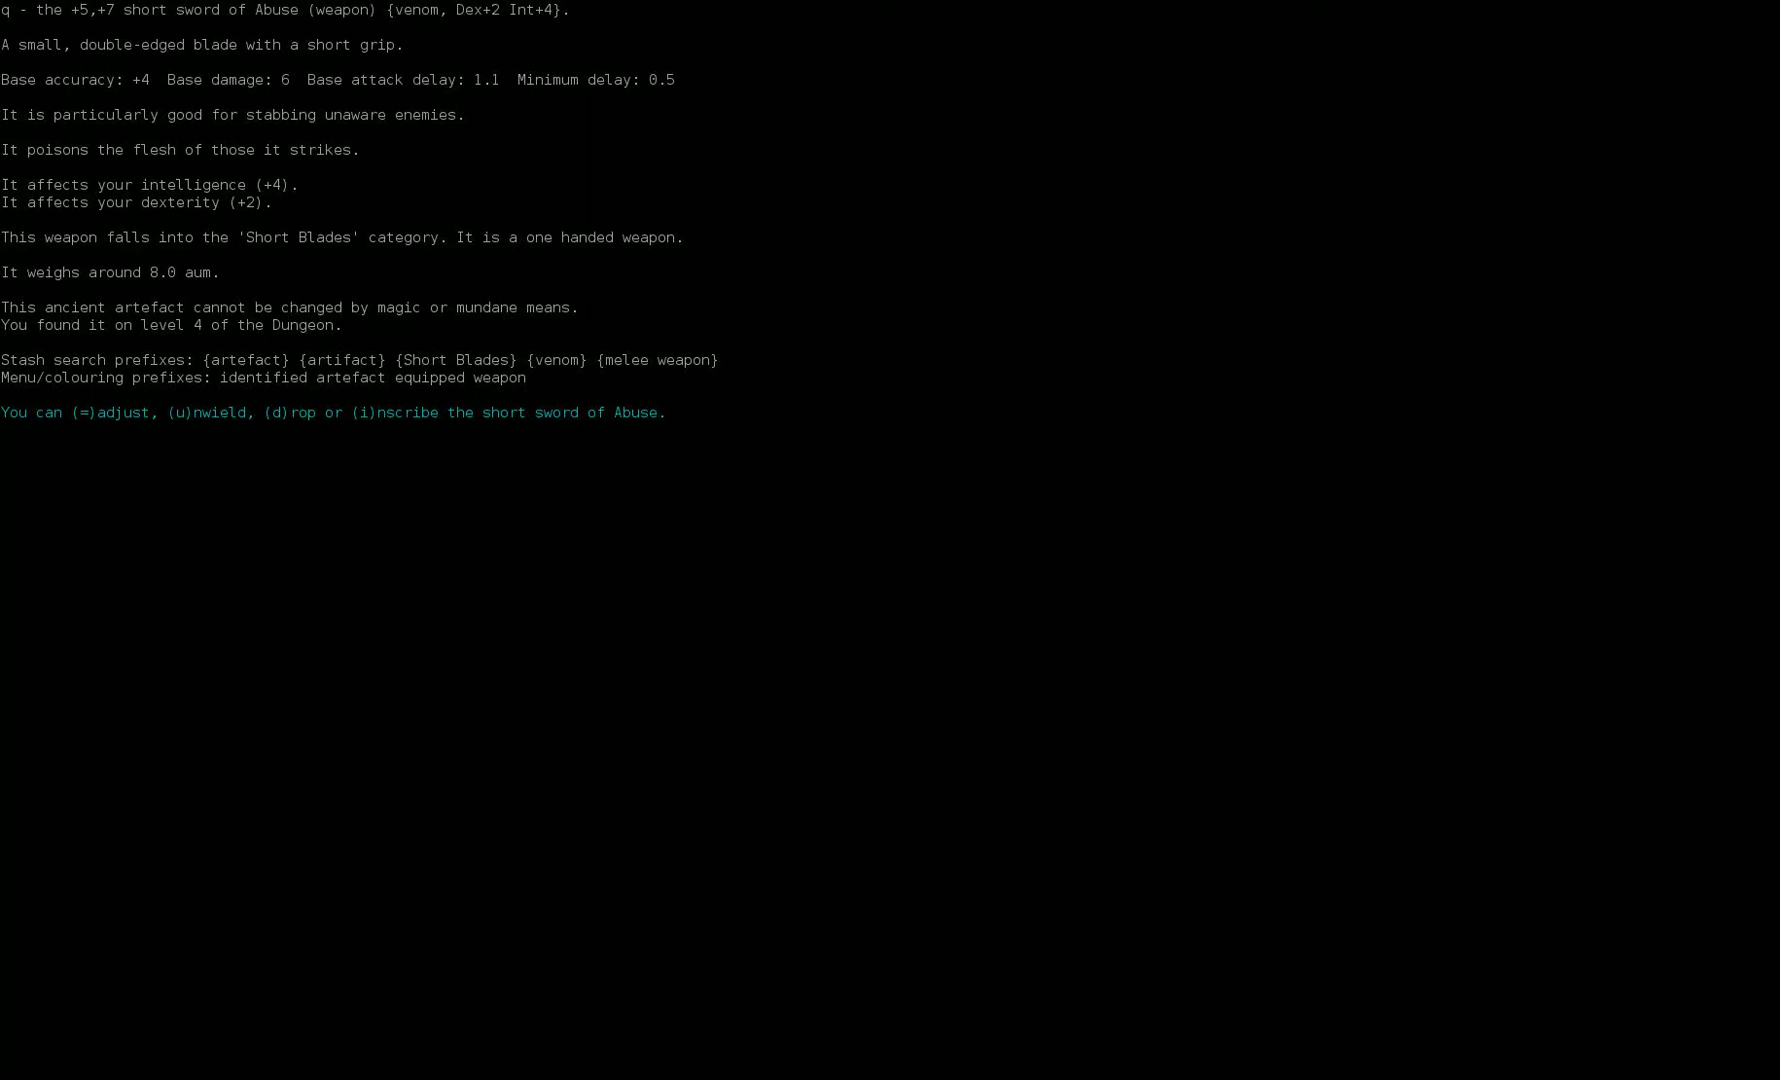 q - the +5,+7 short sword of Abuse (weapon) {venom, Dex+2 Int+4}.
A small, double-edged blade with a short grip.
Base accuracy: +4  Base damage: 6  Base attack delay: 1.1  Minimum delay: 0.5
It is particularly good for stabbing unaware enemies.
It poisons the flesh of those it strikes.
It affects your intelligence (+4).
It affects your dexterity (+2).
This weapon falls into the 'Short Blades' category. It is a one handed weapon.
It weighs around 8.0 aum.
This ancient artefact cannot be changed by magic or mundane means.
You found it on level 4 of the Dungeon.
Stash search prefixes: {artefact} {artifact} {Short Blades} {venom} {melee weapon}
Menu/colouring prefixes: identified artefact equipped weapon
You can (=)adjust, (u)nwield, (d)rop or (i)nscribe the short sword of Abuse.